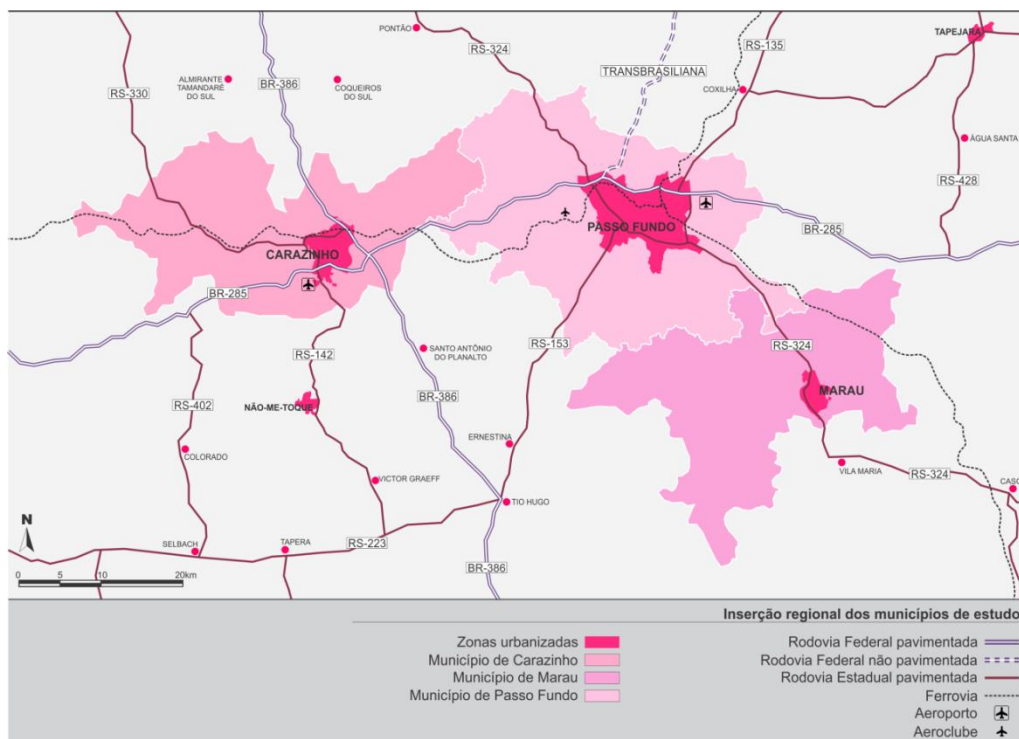 PONTÃO
RS-324
RS-135
TAPEJARA
TRANSBRASILIANA
ALMIRANTE
TAMANDARÉ
DO SUL
BR-386
COQUEIROS
DO SUL
RS-330
COXILHA
ÁGUA SANTA
RS-428
PASSO FUNDO
BR-285
CARAZINHO
BR-285
SANTO ANTÔNIO
DO PLANALTO
RS-142
RS-153
RS-324
MARAU
BR-386
RS-402
NÃO-ME-TOQUE
ERNESTINA
COLORADO
VILA MARIA
RS-324
VICTOR GRAEFF
CASC
TIO HUGO
N
SELBACH
TAPERA
RS-223
BR-386
0 5 10 20km
Inserção regional dos municípios de estudo
Zonas urbanizadas
Município de Carazinho
Município de Marau
Município de Passo Fundo
Rodovia Federal pavimentada
Rodovia Federal não pavimentada
Rodovia Estadual pavimentada
Ferrovia
Aeroporto
Aeroclube